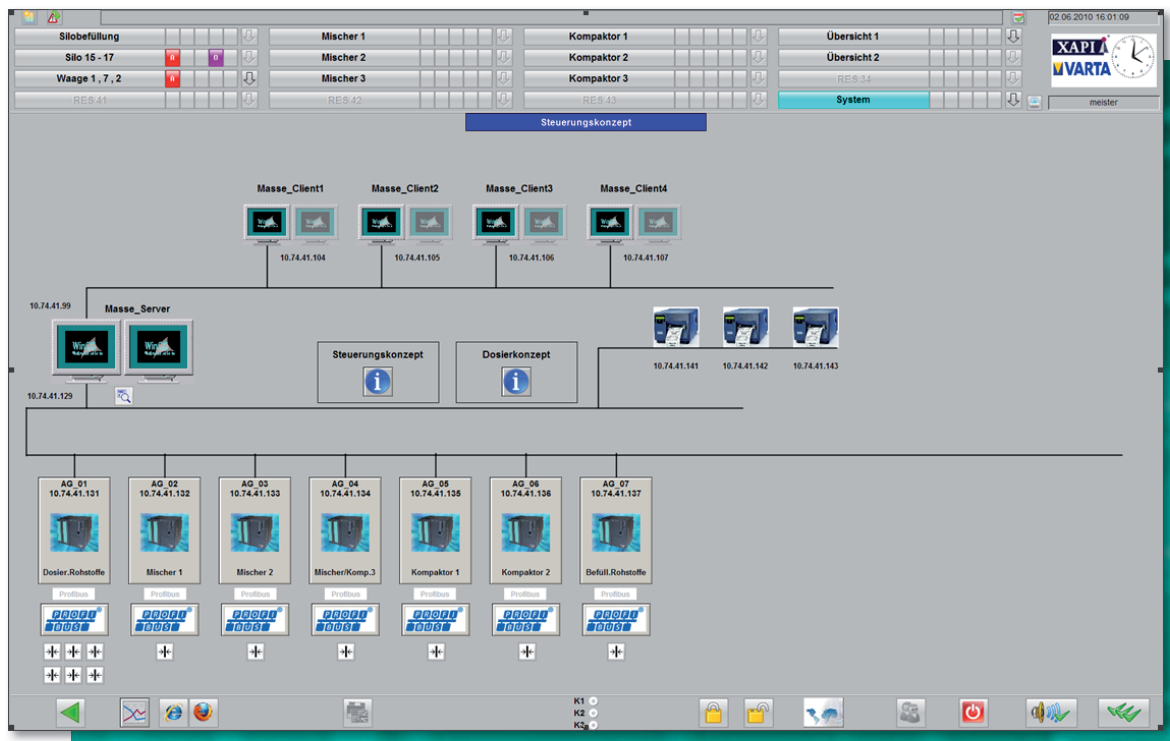 02.06.2010 16:01:09
Silobefüllung
Mischer 1
Kompaktor 1
Übersicht 1
Silo 15 - 17
Mischer 2
Kompaktor 2
Übersicht 2
Waage 1 , 7 , 2
Mischer 3
Kompaktor 3
RES 34
RES 41
RES 42
RES 43
System
XAPI
VARTA
meister
Steuerungskonzept
Masse_Client1
Masse_Client2
Masse_Client3
Masse_Client4
10.74.41.104
10.74.41.105
10.74.41.106
10.74.41.107
10.74.41.99
Masse_Server
Steuerungskonzept
Dosierkonzept
10.74.41.141
10.74.41.142
10.74.41.143
10.74.41.129
AG_01
10.74.41.131
AG_02
10.74.41.132
AG_03
10.74.41.133
AG_04
10.74.41.134
AG_05
10.74.41.135
AG_06
10.74.41.136
AG_07
10.74.41.137
Dosier.Rohstoffe
Mischer 1
Mischer 2
Mischer/Komp.3
Kompaktor 1
Kompaktor 2
Befüll.Rohstoffe
Profibus
Profibus
Profibus
Profibus
Profibus
Profibus
Profibus
PROFI
BUS
PROFI
BUS
PROFI
BUS
PROFI
BUS
PROFI
BUS
PROFI
BUS
PROFI
BUS
K1
K2